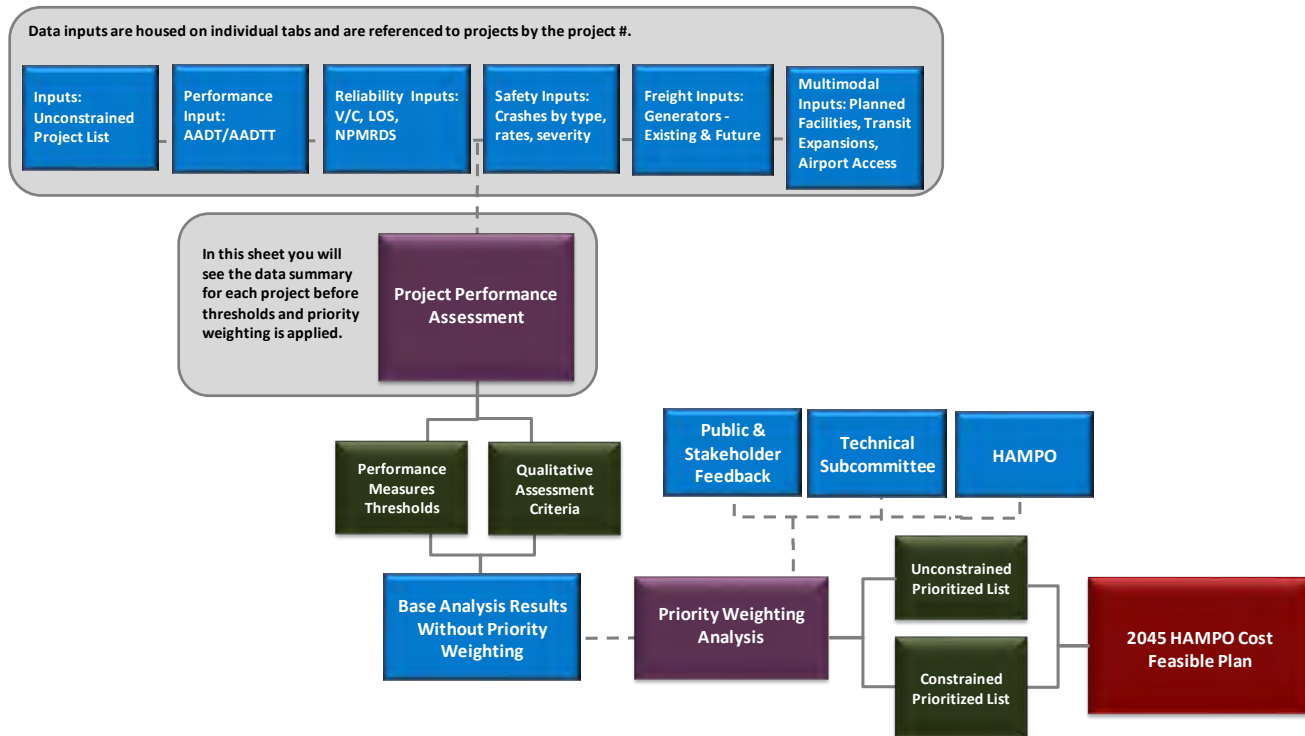 Data inputs are housed on individual tabs and are referenced to projects by the project #.
Inputs:
Unconstrained
Project List
Performance
Input:
AADT/AADTT
Reliability Inputs:
V/C, LOS,
NPMRDS
Safety Inputs:
Crashes by type,
rates, severity
Freight Inputs:
Generators -
Existing & Future
Multimodal
Inputs: Planned
Facilities, Transit
Expansions,
Airport Access
In this sheet you will
see the data summary
for each project before
thresholds and priority
weighting is applied.
Project Performance
Assessment
Performance
Measures
Thresholds
Qualitative
Assessment
Criteria
Public &
Stakeholder
Feedback
Technical
Subcommittee
HAMPO
Base Analysis Results
Without Priority
Weighting
Priority Weighting
Analysis
Unconstrained
Prioritized List
Constrained
Prioritized List
2045 HAMPO Cost
Feasible Plan